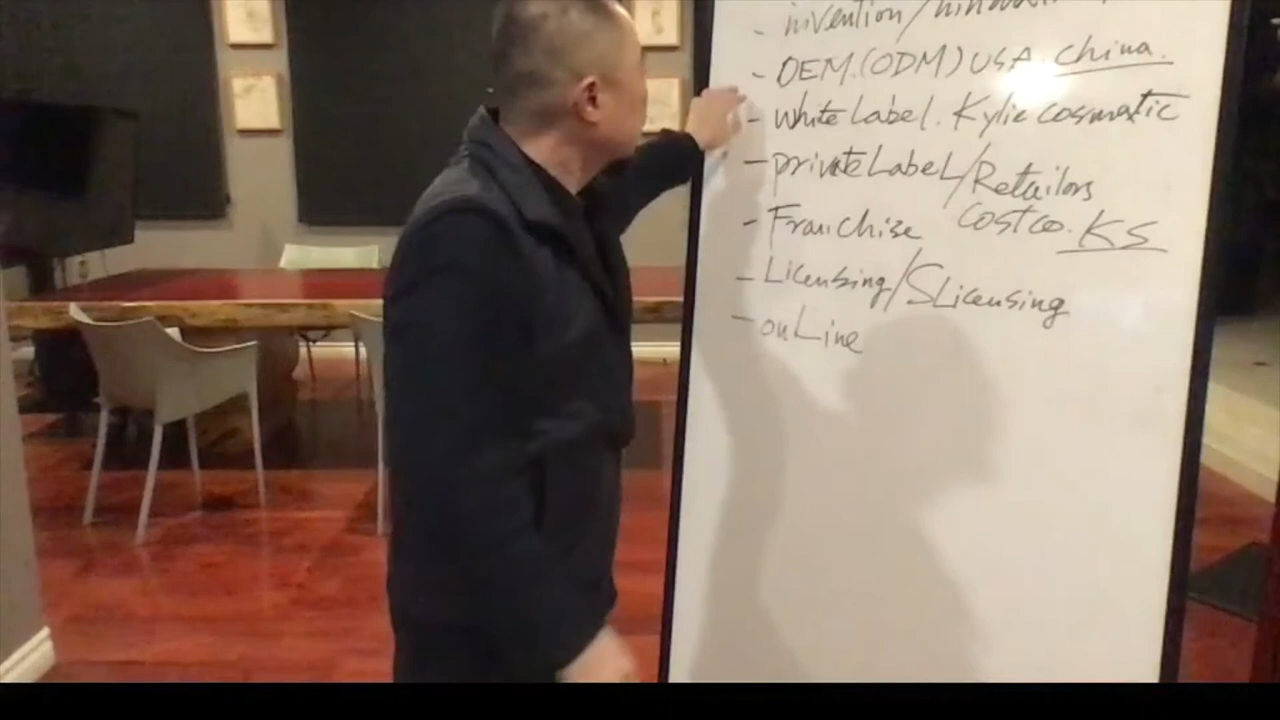 - invention/
- OEM.(ODM) USA. China.
- White Label. Kylie cosmatic
- private Label/Retailors
- Franchise Costco. KS
- Licensing/SLicensing
- onLine